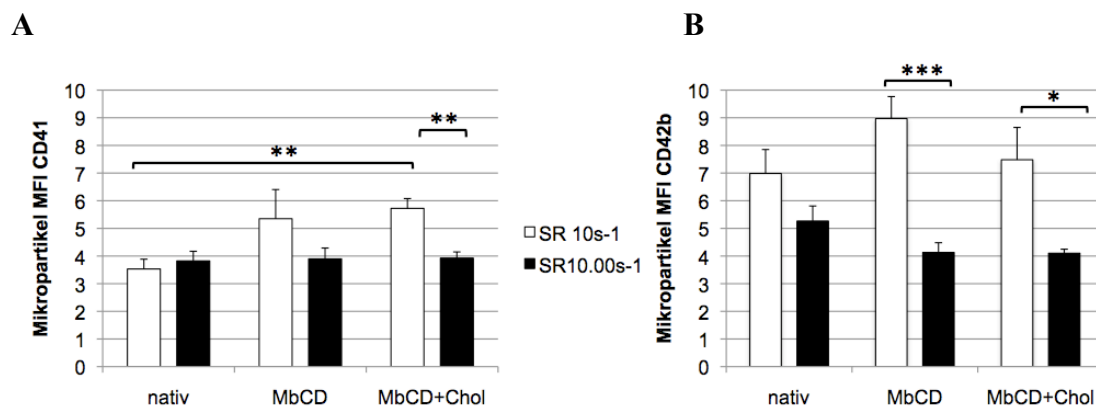 A
Mikropartikel MFI CD41
10
9
8
7
6
5
4
3
2
1
0
**
**
nativ
MbCD
MbCD+Chol
SR 10s-1
SR10.00s-1
B
Mikropartikel MFI CD42b
10
9
8
7
6
5
4
3
2
1
0
***
*
nativ
MbCD
MbCD+Chol